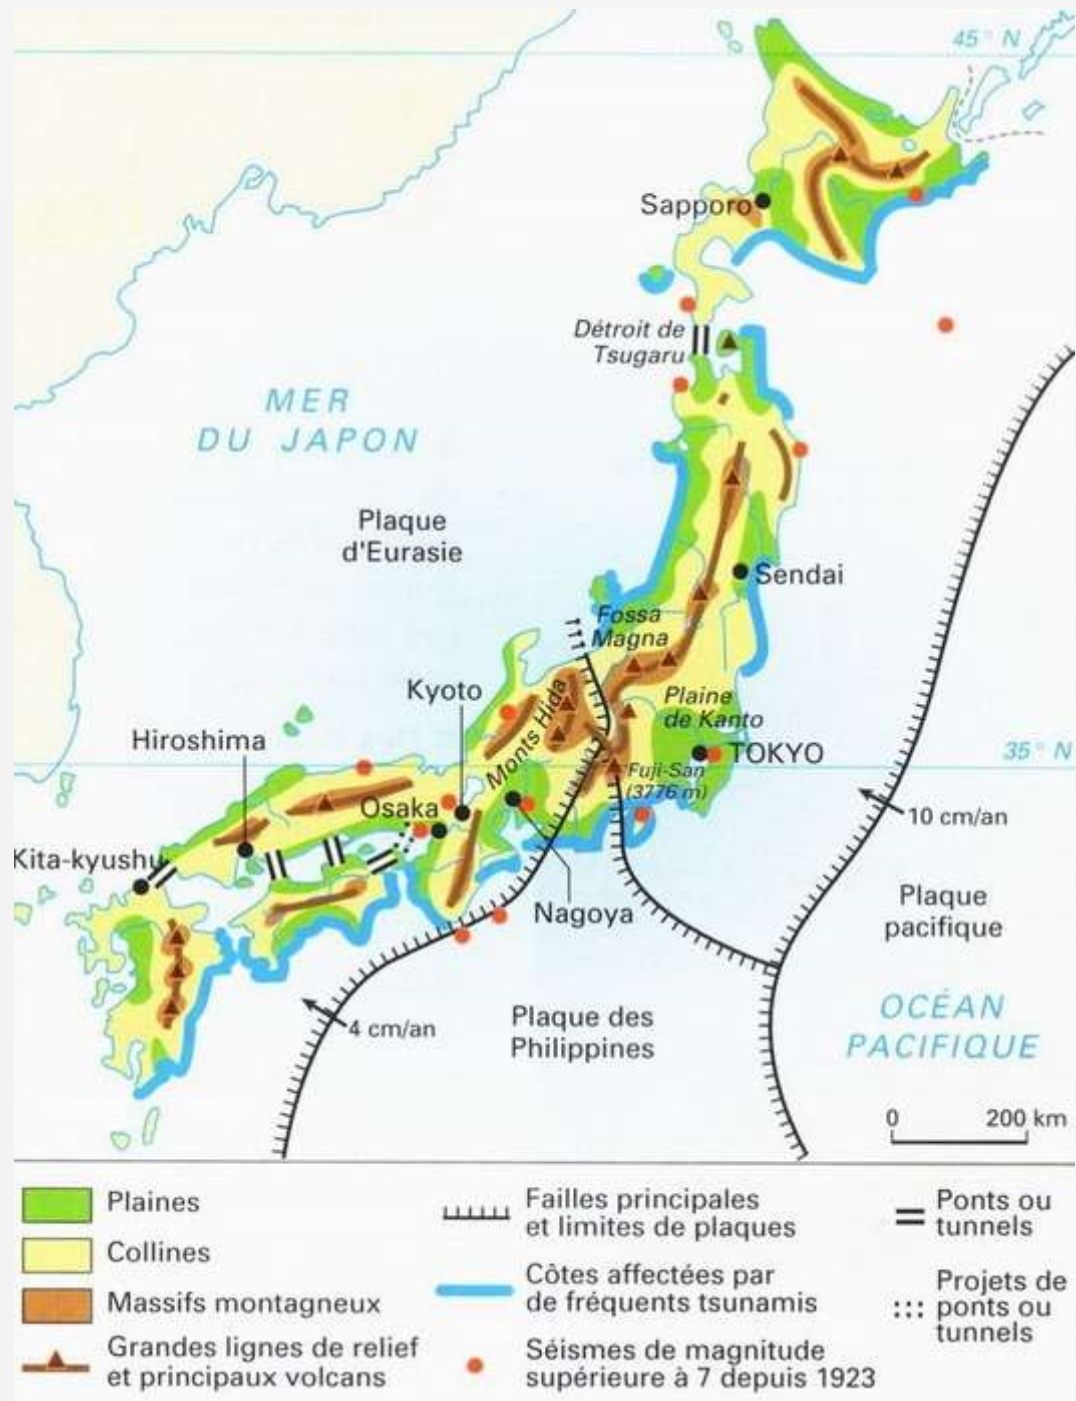 45° N
Sapporo
Détroit de
Tsugaru
MER
DU JAPON
Plaque
d'Eurasie
Sendai
Fossa
Magna
Kyoto
Monts Hida
Plaine
de Kanto
Hiroshima
TOKYO
35° N
Fuji-San
(3776 m)
Osaka
10 cm/an
Kita-kyushu
Plaque
pacifique
Nagoya
4 cm/an
Plaque des
Philippines
OCÉAN
PACIFIQUE
0 200 km
Plaines
Collines
Massifs montagneux
Grandes lignes de relief
et principaux volcans
Failles principales
et limites de plaques
Côtes affectées par
de fréquents tsunamis
Séismes de magnitude
supérieure à 7 depuis 1923
Ponts ou
tunnels
Projets de
ponts ou
tunnels